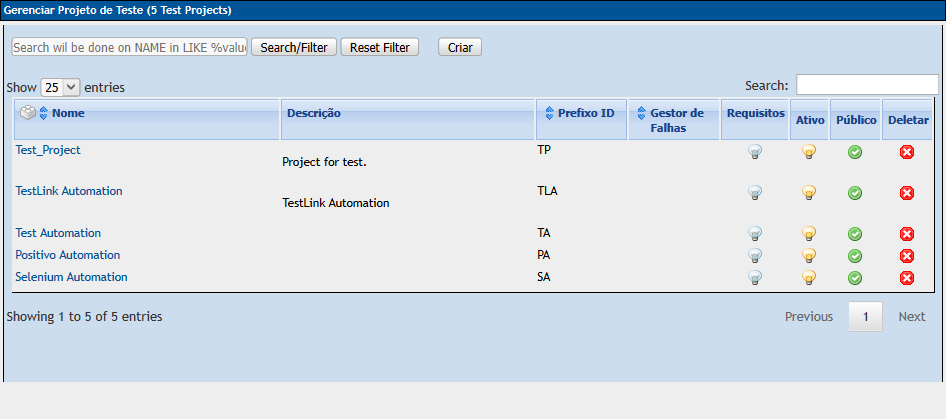 Gerenciar Projeto de Teste (5 Test Projects)
Search wil be done on NAME in LIKE %valu
Search/Filter Reset Filter Criar
Show 25 entries Search:
Nome Descrição Prefixo ID Gestor de Falhas Requisitos Ativo Público Deletar
Test_Project Project for test. TP
TestLink Automation TestLink Automation TLA
Test Automation TA
Positivo Automation PA
Selenium Automation SA
Showing 1 to 5 of 5 entries Previous 1 Next